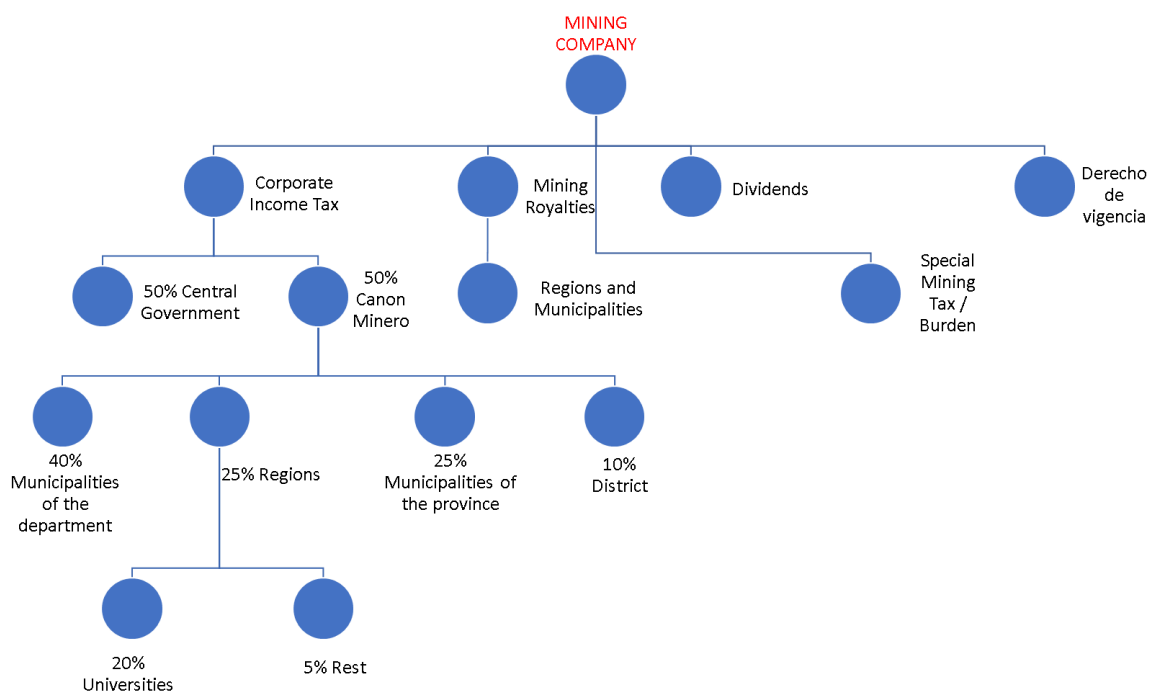 MINING
COMPANY
Corporate
Income Tax
Mining
Royalties
Dividends
Derecho
de
vigencia
50% Central
Government
50%
Canon
Minero
Regions and
Municipalities
Special
Mining
Tax /
Burden
40%
Municipalities
of the
department
25% Regions
25%
Municipalities of
the province
10%
District
20%
Universities
5% Rest